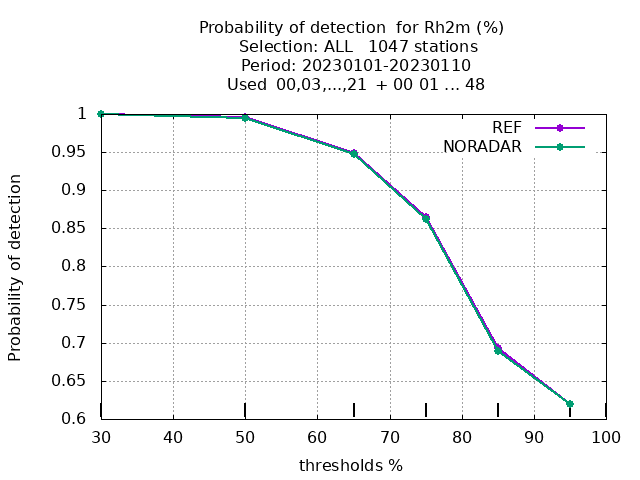 Probability of detection  for Rh2m (%)
Selection: ALL   1047 stations
Period: 20230101-20230110
Used  00,03,...,21  + 00 01 ... 48
REF
NORADAR
1
0.95
0.9
0.85
0.8
0.75
0.7
0.65
0.6
Probability of detection
30 40 50 60 70 80 90 100
thresholds %